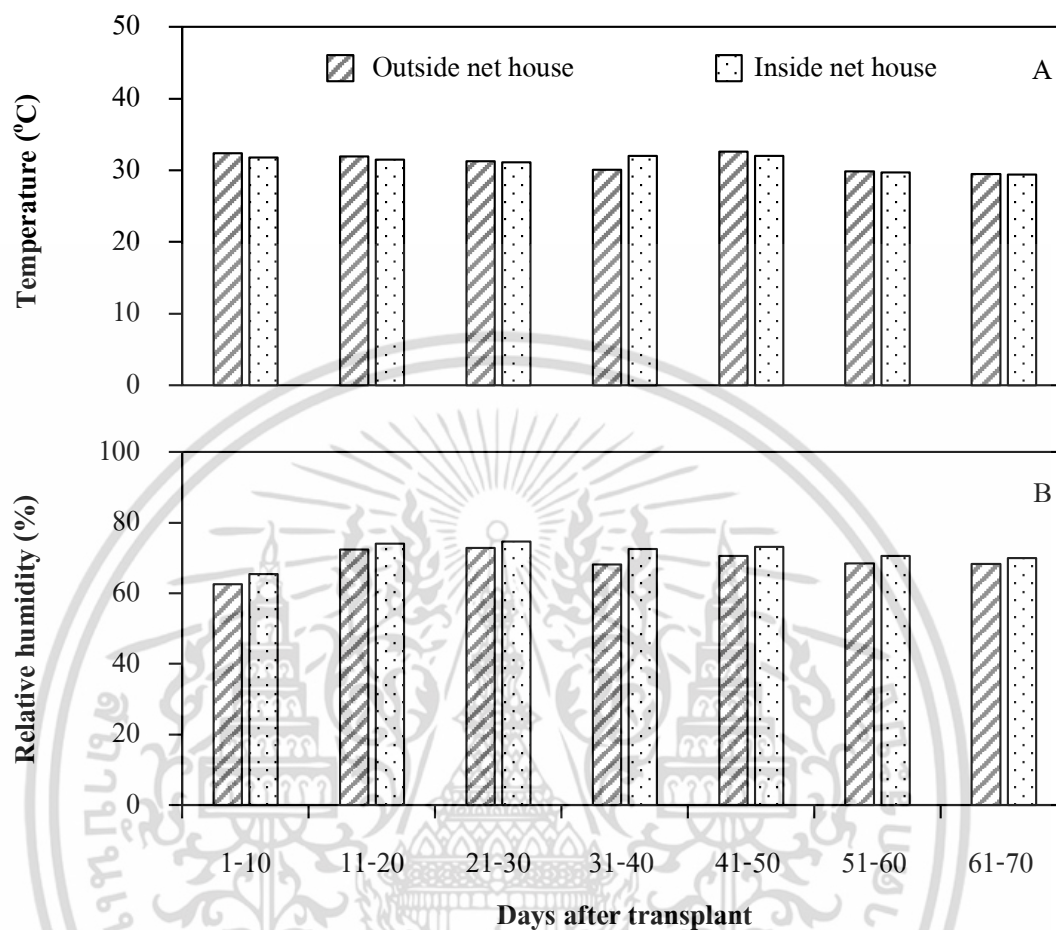 50
40
30
20
10
0
Temperature (°C)
Outside net house
Inside net house
A
100
80
60
40
20
0
Relative humidity (%)
B
1-10 11-20 21-30 31-40 41-50 51-60 61-70
Days after transplant